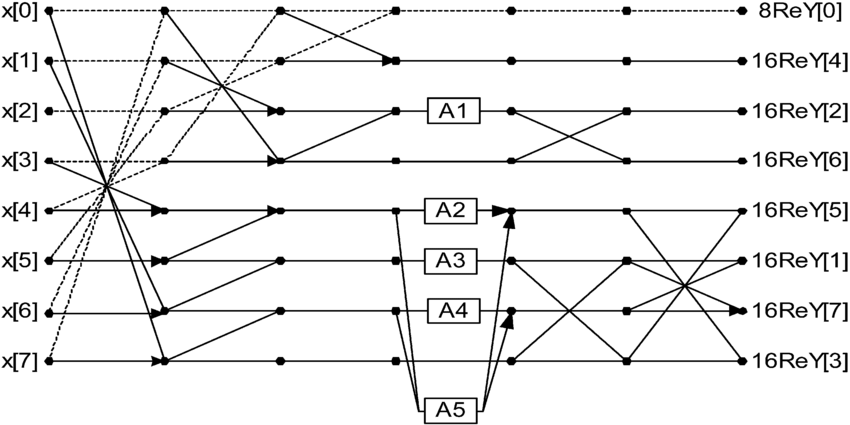 x[0] 8ReY[0]
x[1] 16ReY[4]
x[2] A1 16ReY[2]
x[3] 16ReY[6]
x[4] A2 16ReY[5]
x[5] A3 16ReY[1]
x[6] A4 16ReY[7]
x[7] 16ReY[3]
A5